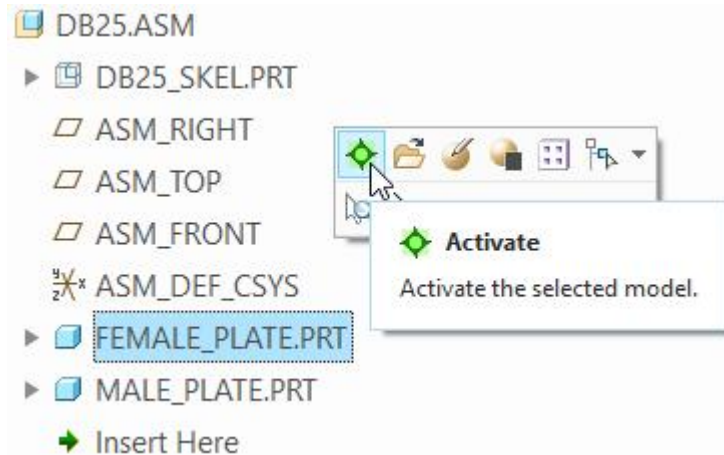 DB25.ASM
DB25_SKEL.PRT
ASM_RIGHT
ASM_TOP
ASM_FRONT
ASM_DEF_CSYS
FEMALE_PLATE.PRT
MALE_PLATE.PRT
Insert Here
Activate
Activate the selected model.